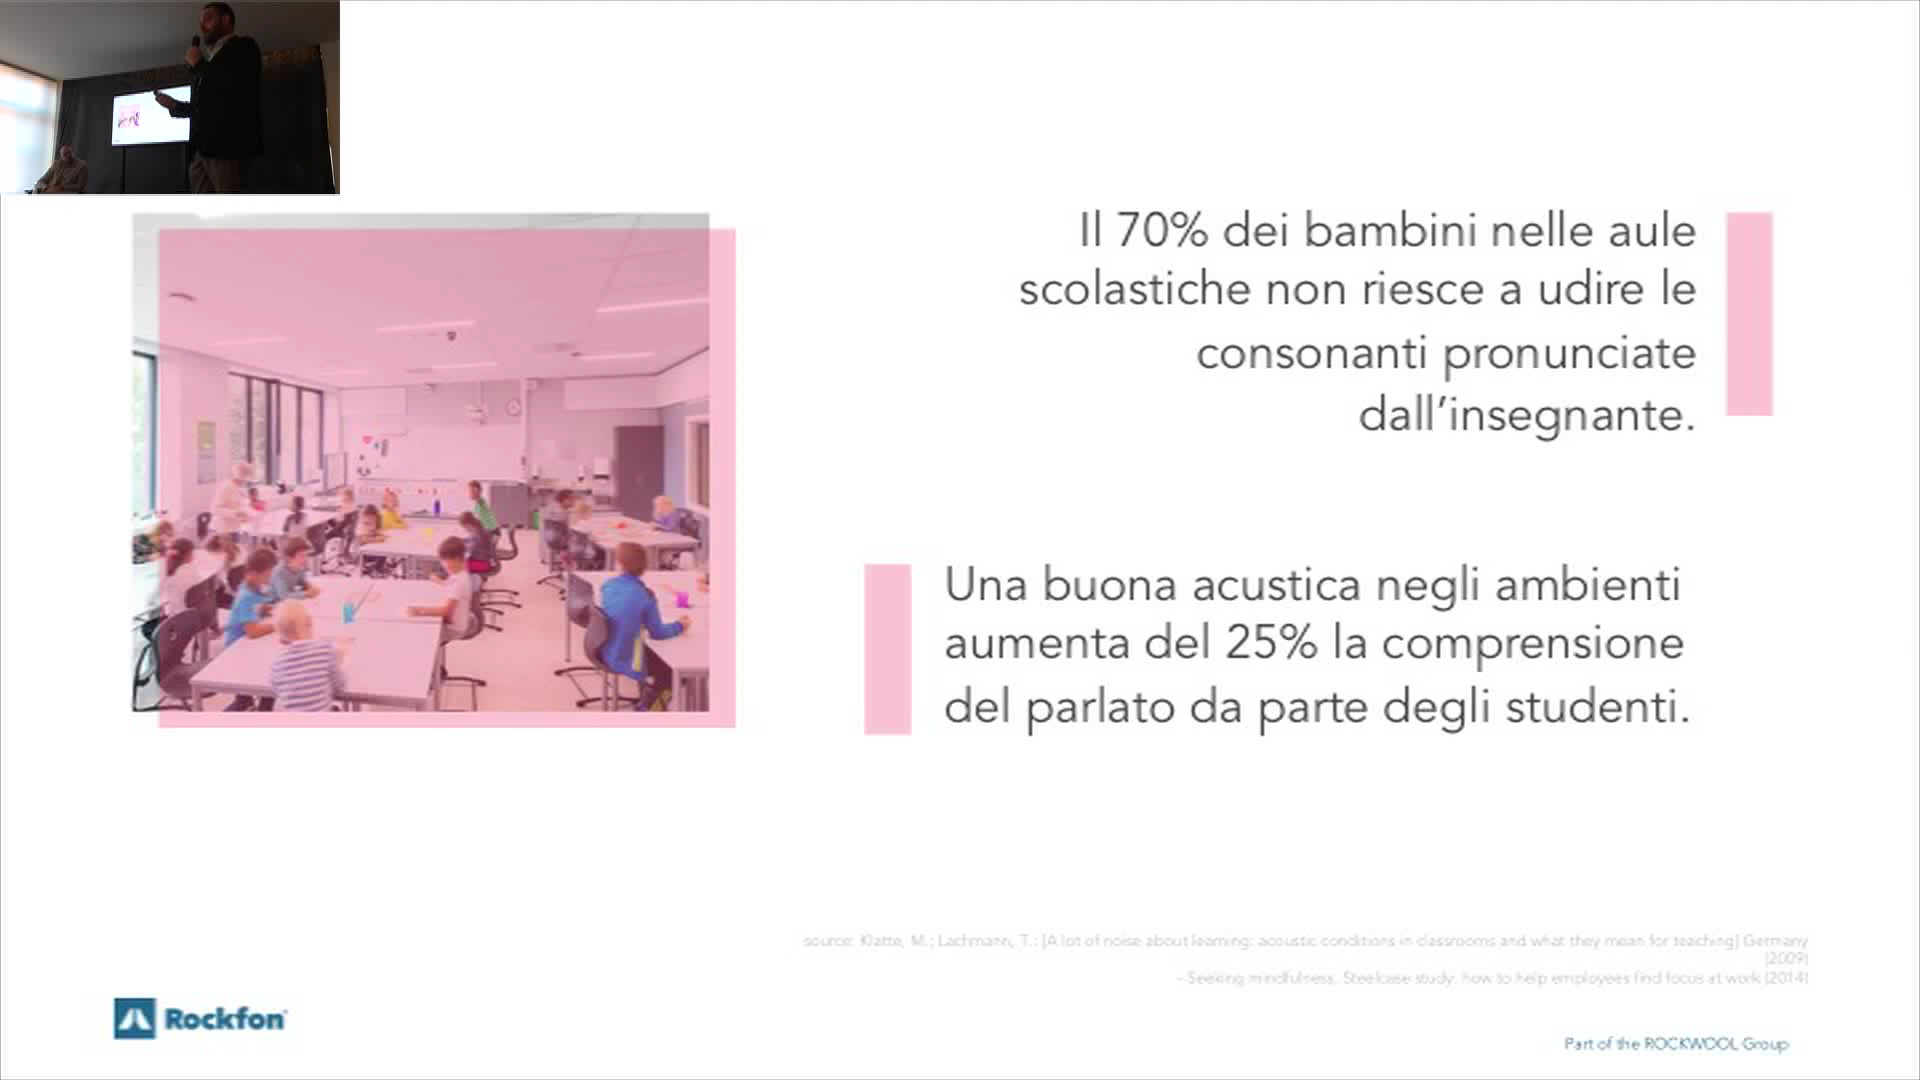 Il 70% dei bambini nelle aule
scolastiche non riesce a udire le
consonanti pronunciate
dall’insegnante.
Una buona acustica negli ambienti
aumenta del 25% la comprensione
del parlato da parte degli studenti.
source: Klatte, M.; Lachmann, T.: [A lot of noise about learning: acoustic conditions in classrooms and what they mean for teaching] Germany
(2009)
– Seeking mindfulness. Steelcase study: how to help employees find focus at work (2014)
Rockfon
Part of the ROCKWOOL Group